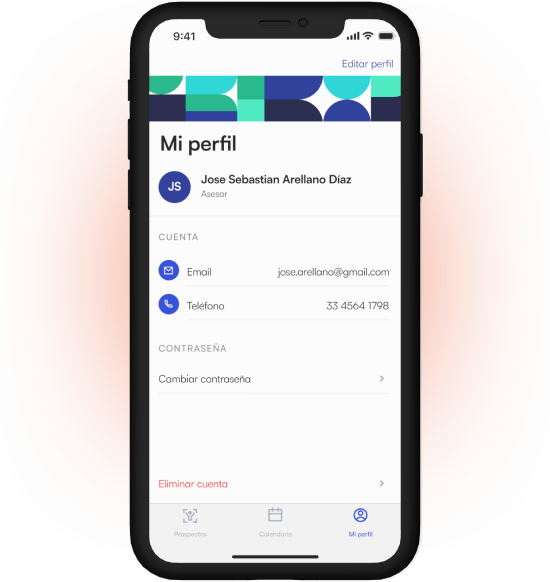 9:41
Editar perfil
Mi perfil
JS
Jose Sebastian Arellano Díaz
Asesor
CUENTA
Email jose.arellano@gmail.com
Teléfono 33 4564 1798
CONTRASEÑA
Cambiar contraseña
Eliminar cuenta
Prospectos Calendario Mi perfil